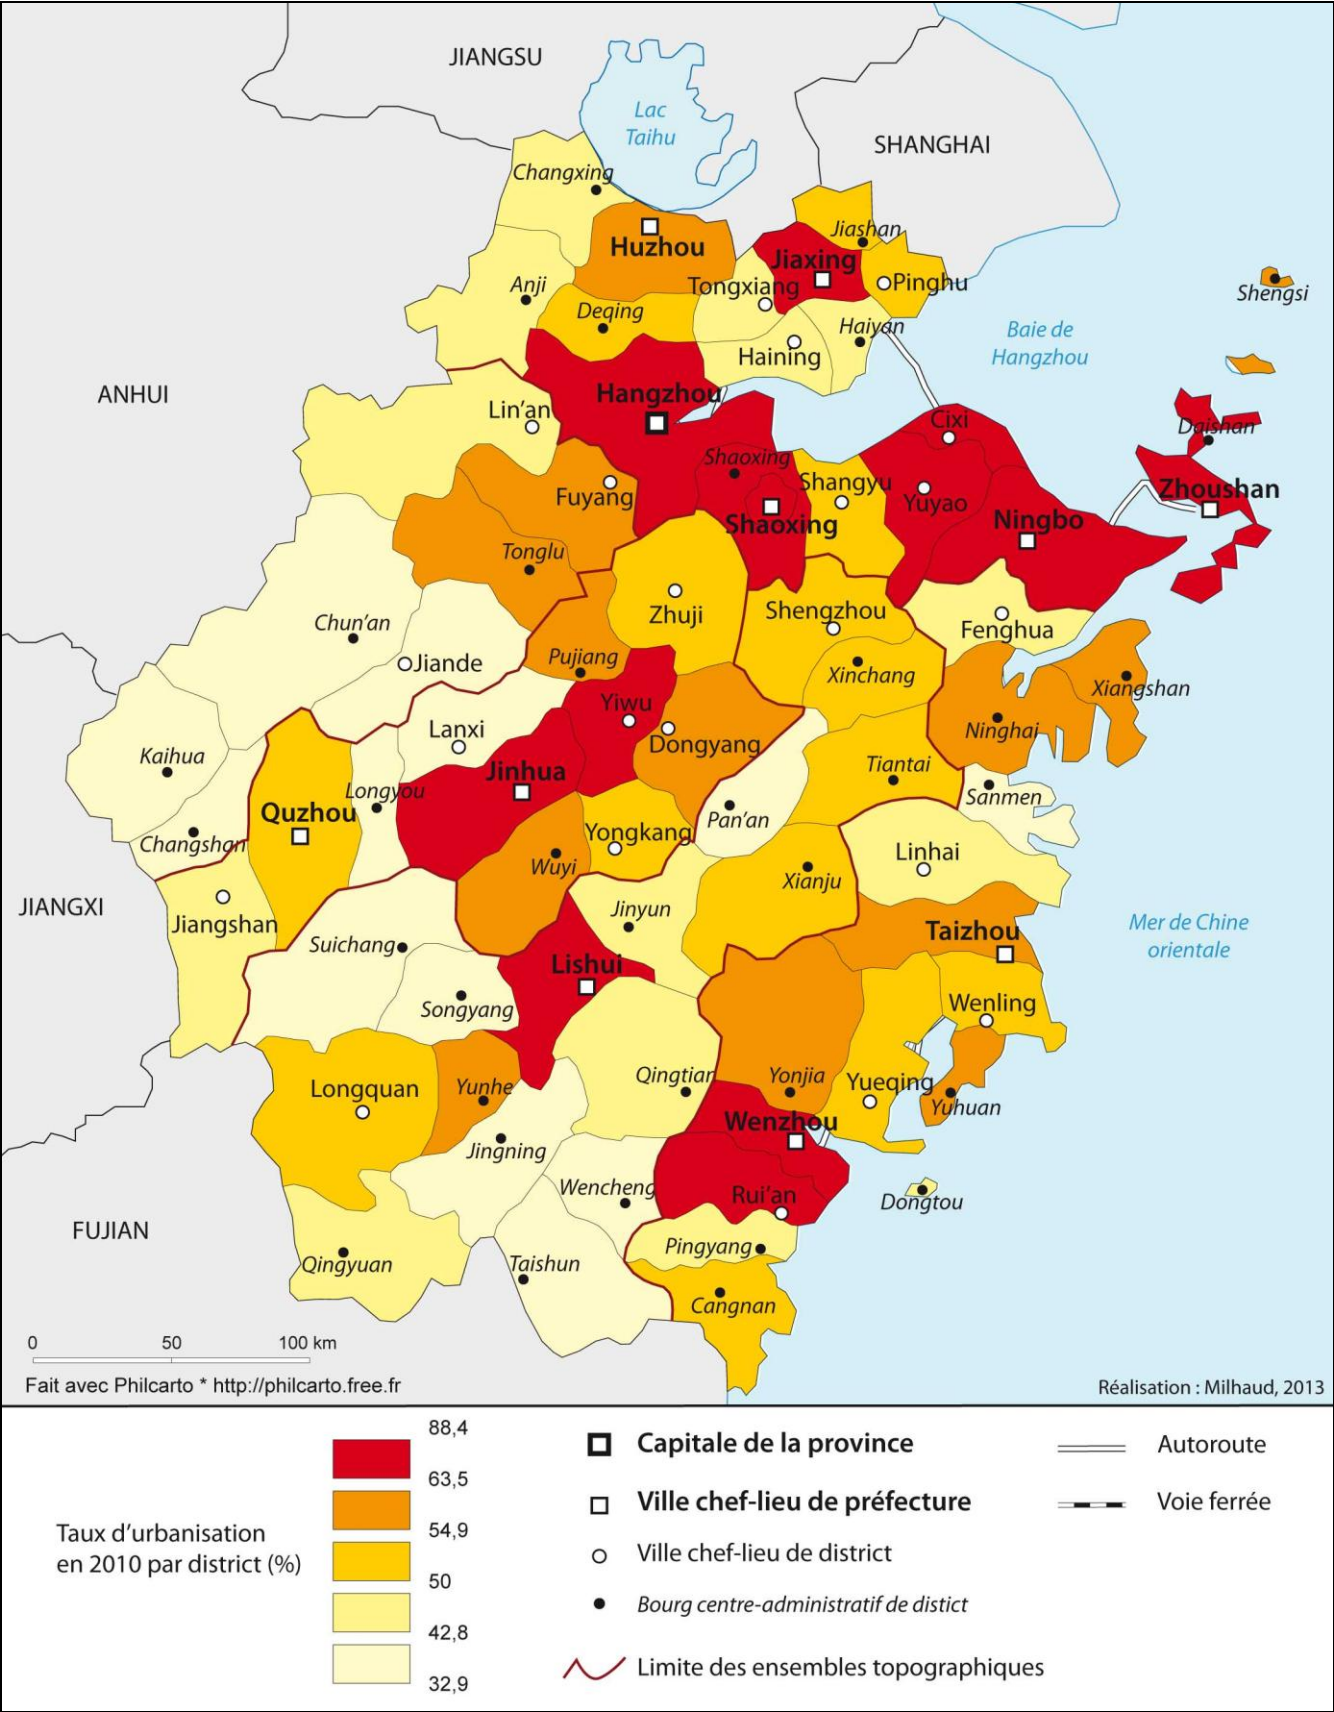 JIANGSU
Lac
Taihu
SHANGHAI
Changxing
Huzhou
Jiashan
Jiaxing
Tongxiang
Pinghu
Anji
Shengsi
Deqing
Haiyan
Baie de
Hangzhou
Haining
ANHUI
Hangzhou
Lin'an
Cixi
Daishan
Shaoxing
Shangyu
Zhoushan
Fuyang
Yuyao
Shaoxing
Ningbo
Tonglu
Zhuji
Shengzhou
Chun'an
Fenghua
Jiande
Pujiang
Xinchang
Xiangshan
Yiwu
Lanxi
Ninghai
Dongyang
Kaihua
Tiantai
Jinhua
Longyou
Sanmen
Quzhou
Pan'an
Changshan
Yongkang
Linhai
Wuyi
Xianju
JIANGXI
Jiangshan
Jinyun
Mer de Chine
orientale
Suichang
Taizhou
Lishui
Songyang
Wenling
Longquan
Yunhe
Qingtian
Yonjia
Yueqing
Yuhuan
Wenzhou
Jingning
Wencheng
Rui'an
Dongtou
FUJIAN
Pingyang
Qingyuan
Taishun
Cangnan
0 50 100 km
Fait avec Philcarto * http://philcarto.free.fr
Réalisation : Milhaud, 2013
Taux d'urbanisation
en 2010 par district (%)
88,4
63,5
54,9
50
42,8
32,9
Capitale de la province
Ville chef-lieu de préfecture
Ville chef-lieu de district
Bourg centre-administratif de distict
Limite des ensembles topographiques
Autoroute
Voie ferrée